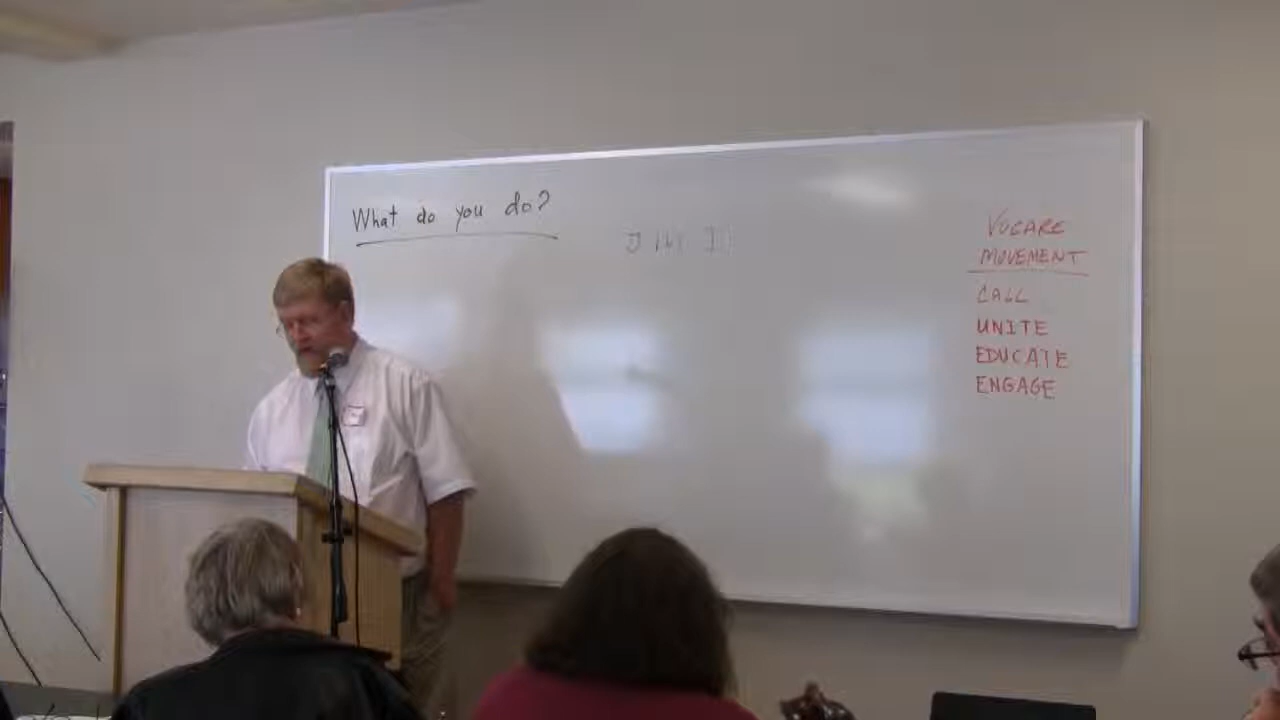 What do you do?
VOCARE
MOVEMENT
CALL
UNITE
EDUCATE
ENGAGE